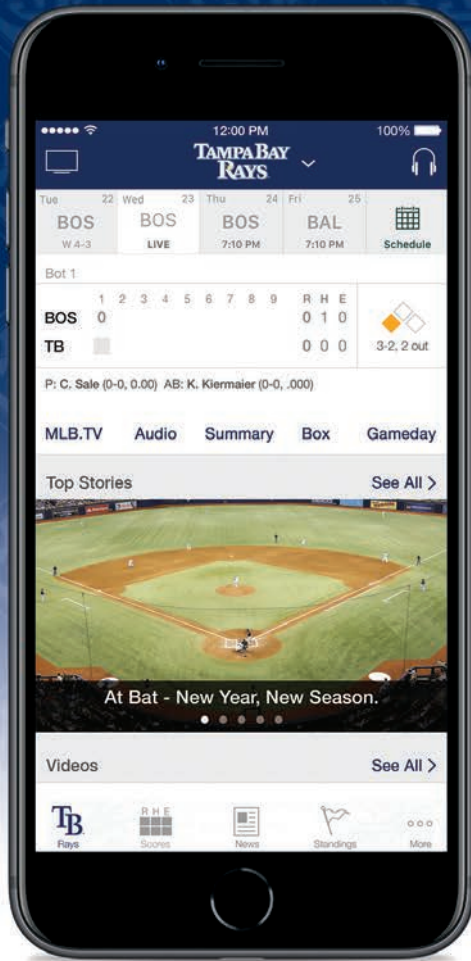 12:00 PM
100%
TAMPA BAY
RAYS
Tue 22 Wed 23 Thu 24 Fri 25
BOS BOS BOS BAL
W 4-3 LIVE 7:10 PM 7:10 PM Schedule
Bot 1
1 2 3 4 5 6 7 8 9 R H E
BOS 0 0 1 0
TB 0 0 0 3-2, 2 out
P: C. Sale (0-0, 0.00) AB: K. Kiermaier (0-0, .000)
MLB.TV Audio Summary Box Gameday
Top Stories See All >
At Bat - New Year, New Season.
Videos See All >
TB R H E
Rays Scores News Standings More